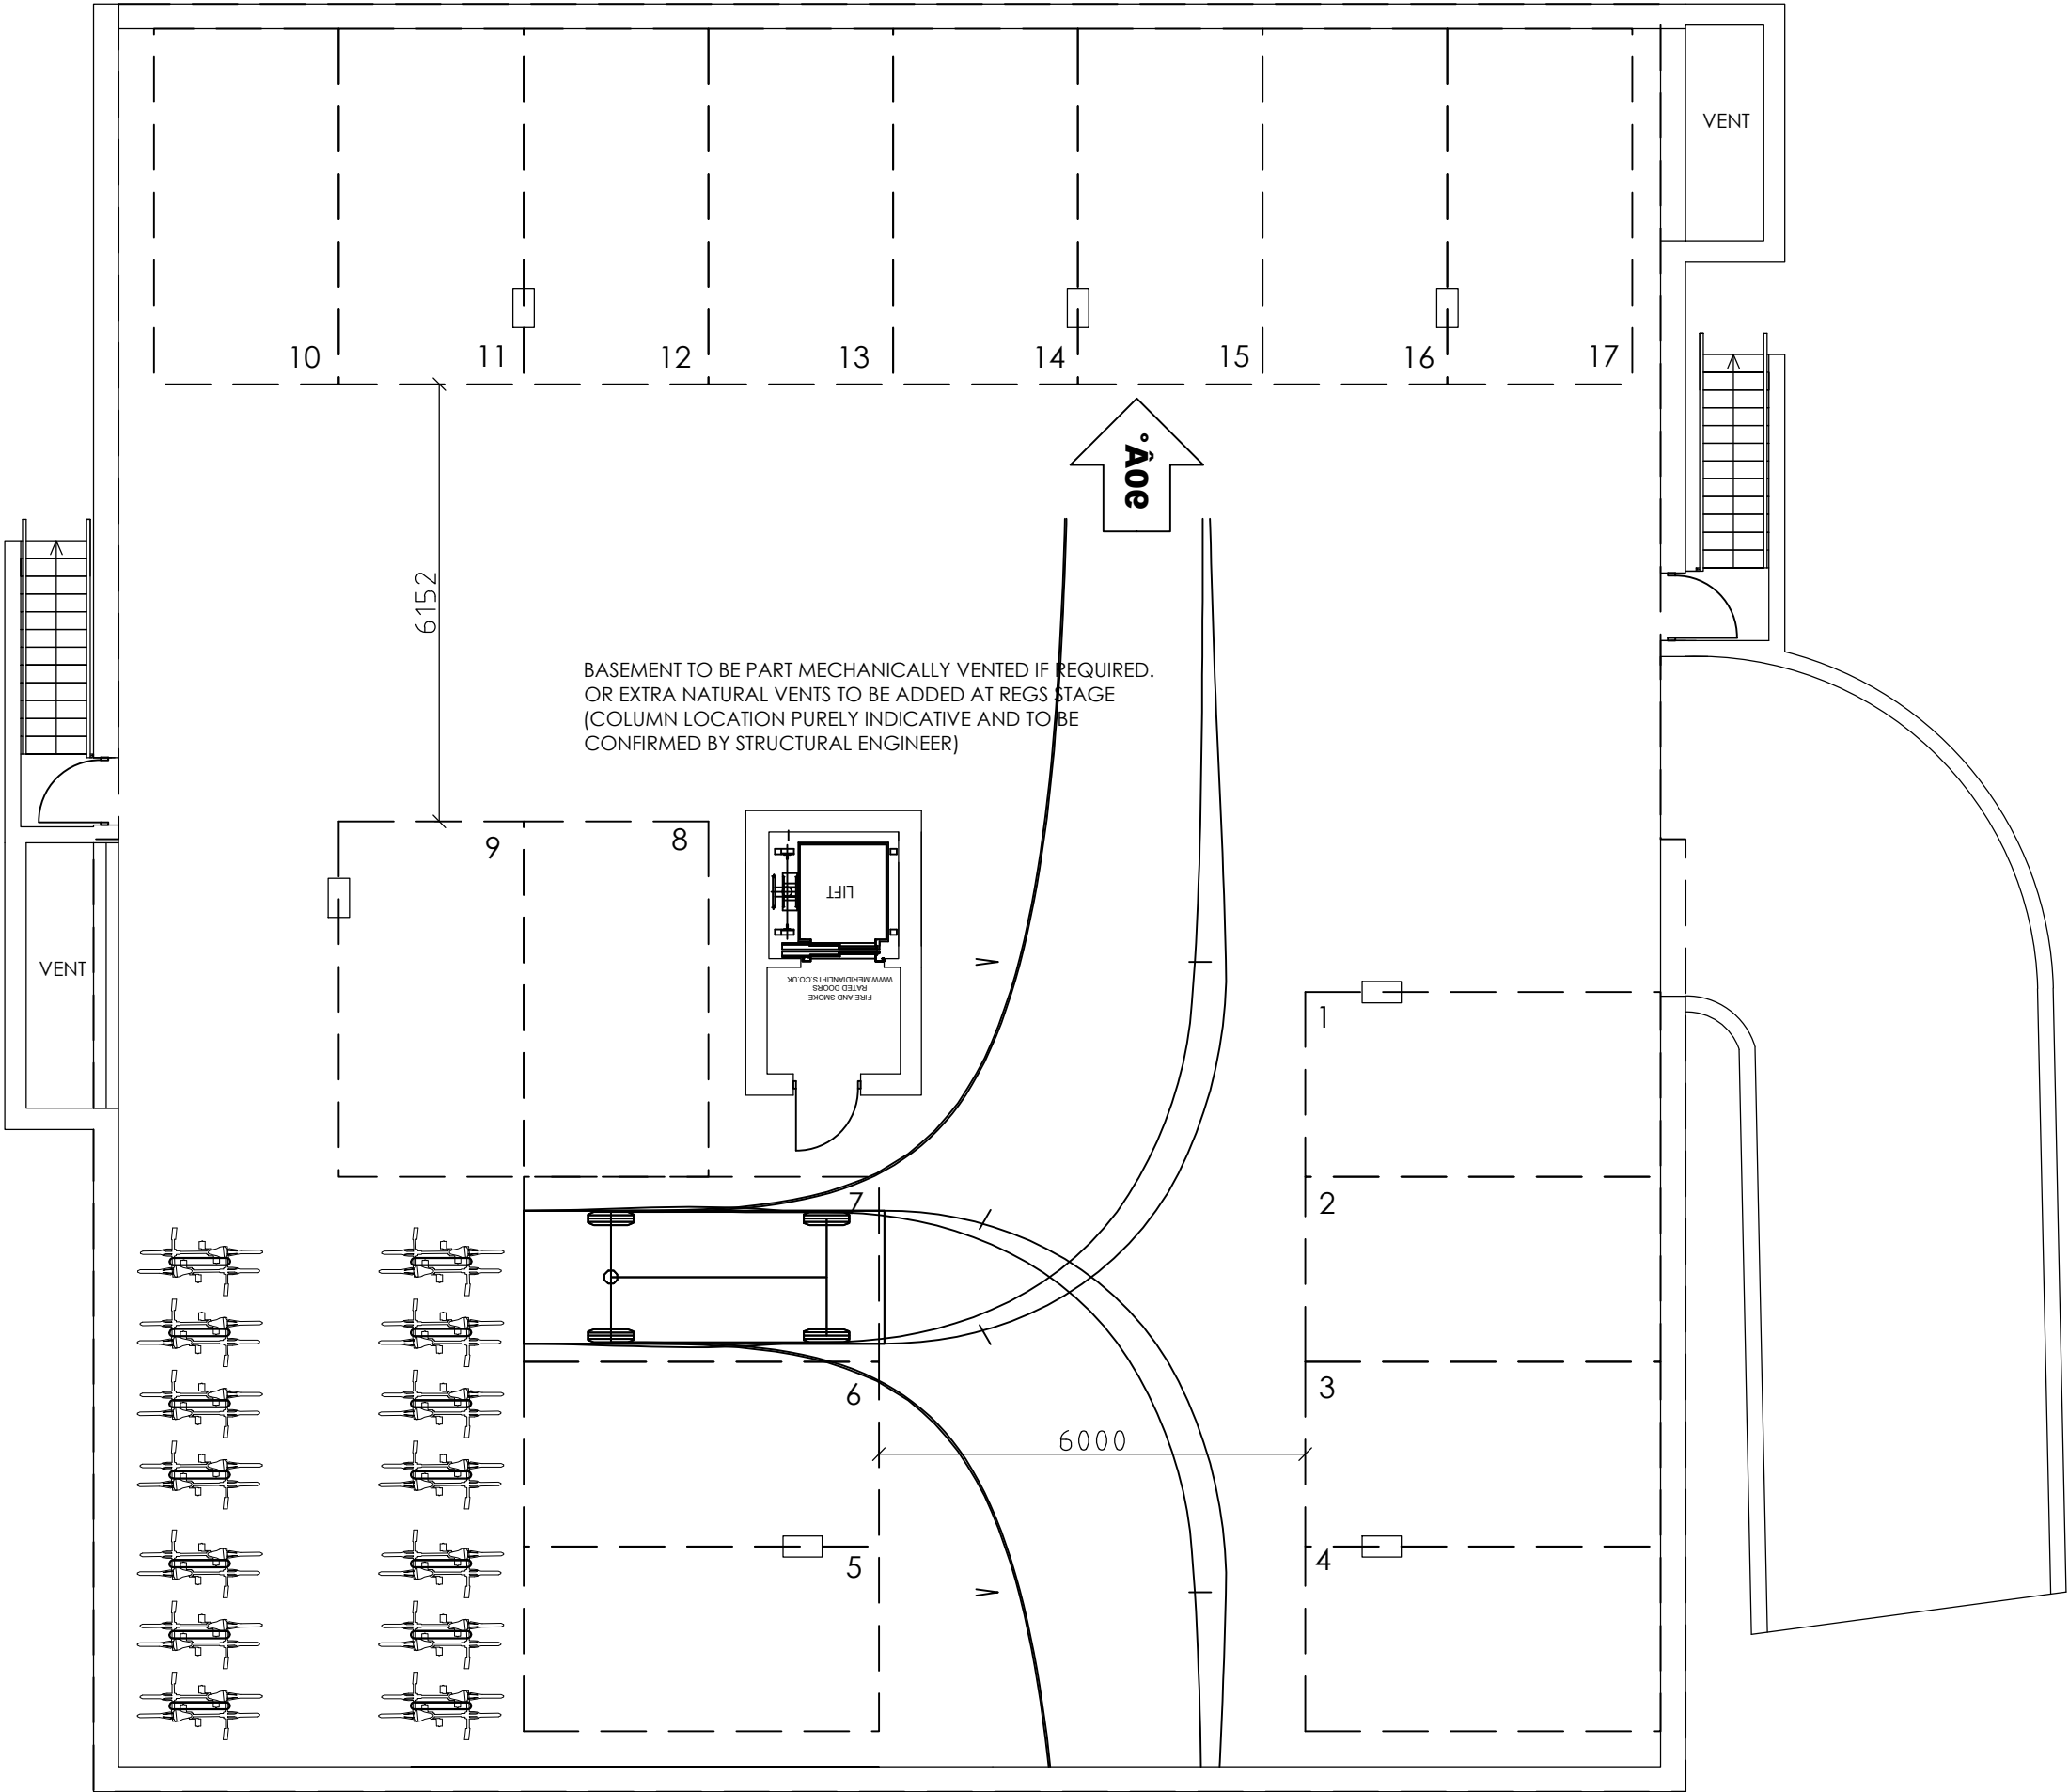 VENT
10
11
12
13
14
15
16
17
90Â°
6152
BASEMENT TO BE PART MECHANICALLY VENTED IF REQUIRED.
OR EXTRA NATURAL VENTS TO BE ADDED AT REGS STAGE
(COLUMN LOCATION PURELY INDICATIVE AND TO BE
CONFIRMED BY STRUCTURAL ENGINEER)
9
8
LIFT
VENT
FIRE AND SMOKE
RATED DOORS
WWW.MERIDIANLIFTS.CO.UK
1
7
2
6
3
6000
5
4